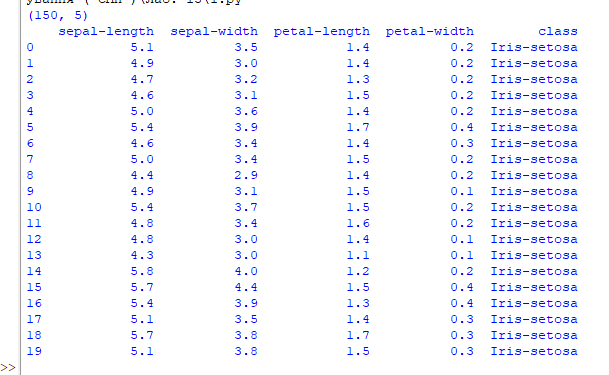 (150, 5)
sepal-length sepal-width petal-length petal-width class
0 5.1 3.5 1.4 0.2 Iris-setosa
1 4.9 3.0 1.4 0.2 Iris-setosa
2 4.7 3.2 1.3 0.2 Iris-setosa
3 4.6 3.1 1.5 0.2 Iris-setosa
4 5.0 3.6 1.4 0.2 Iris-setosa
5 5.4 3.9 1.7 0.4 Iris-setosa
6 4.6 3.4 1.4 0.3 Iris-setosa
7 5.0 3.4 1.5 0.2 Iris-setosa
8 4.4 2.9 1.4 0.2 Iris-setosa
9 4.9 3.1 1.5 0.1 Iris-setosa
10 5.4 3.7 1.5 0.2 Iris-setosa
11 4.8 3.4 1.6 0.2 Iris-setosa
12 4.8 3.0 1.4 0.1 Iris-setosa
13 4.3 3.0 1.1 0.1 Iris-setosa
14 5.8 4.0 1.2 0.2 Iris-setosa
15 5.7 4.4 1.5 0.4 Iris-setosa
16 5.4 3.9 1.3 0.4 Iris-setosa
17 5.1 3.5 1.4 0.3 Iris-setosa
18 5.7 3.8 1.7 0.3 Iris-setosa
19 5.1 3.8 1.5 0.3 Iris-setosa
>>